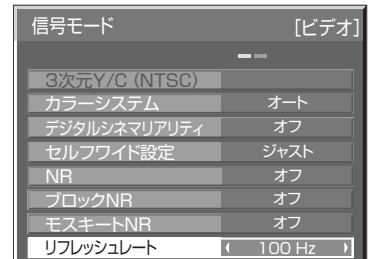 信号モード [ビデオ]
3次元Y/C (NTSC)
カラーシステム オート
デジタルシネマリアリティ オフ
セルフワイド設定 ジャスト
NR オフ
ブロックNR オフ
モスキートNR オフ
リフレッシュレート 100 Hz